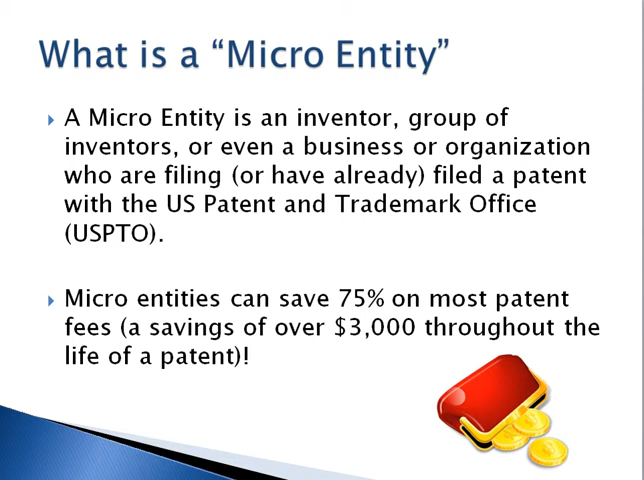 What is a “Micro Entity”
A Micro Entity is an inventor, group of
inventors, or even a business or organization
who are filing (or have already) filed a patent
with the US Patent and Trademark Office
(USPTO).
Micro entities can save 75% on most patent
fees (a savings of over $3,000 throughout the
life of a patent)!